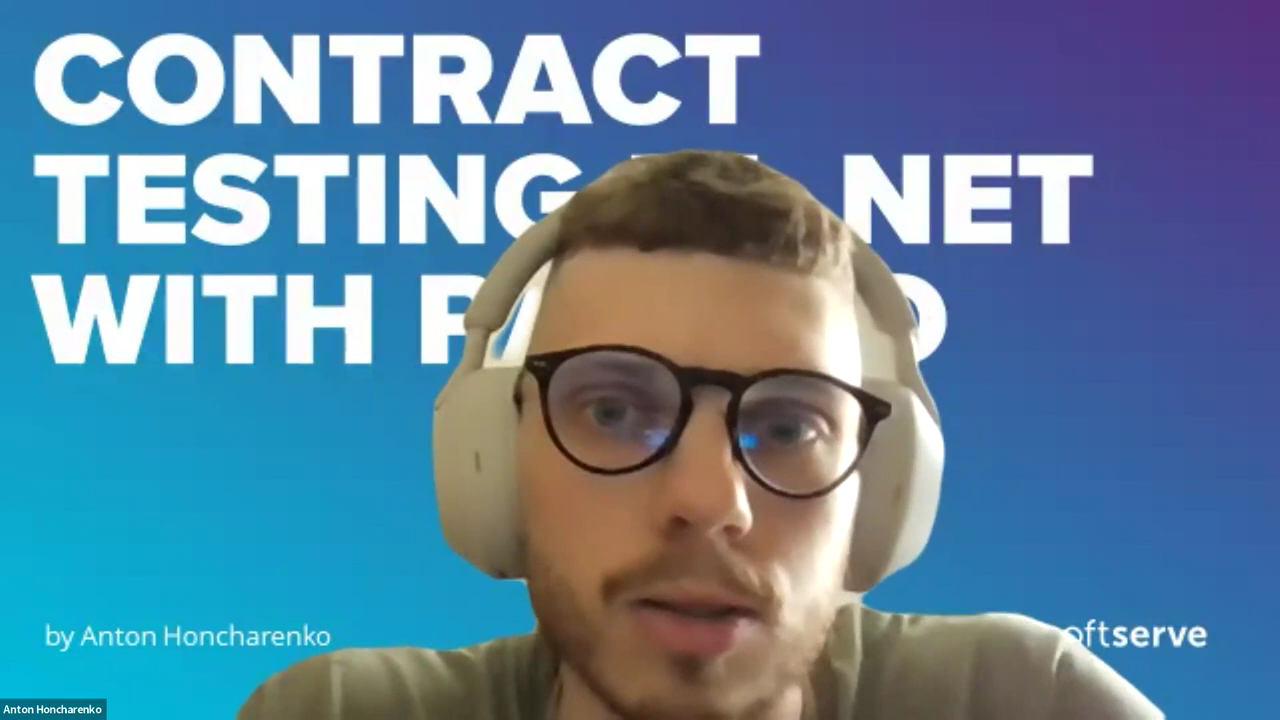 CONTRACT
TESTING .NET
WITH
by Anton Honcharenko
oftserve
Anton Honcharenko